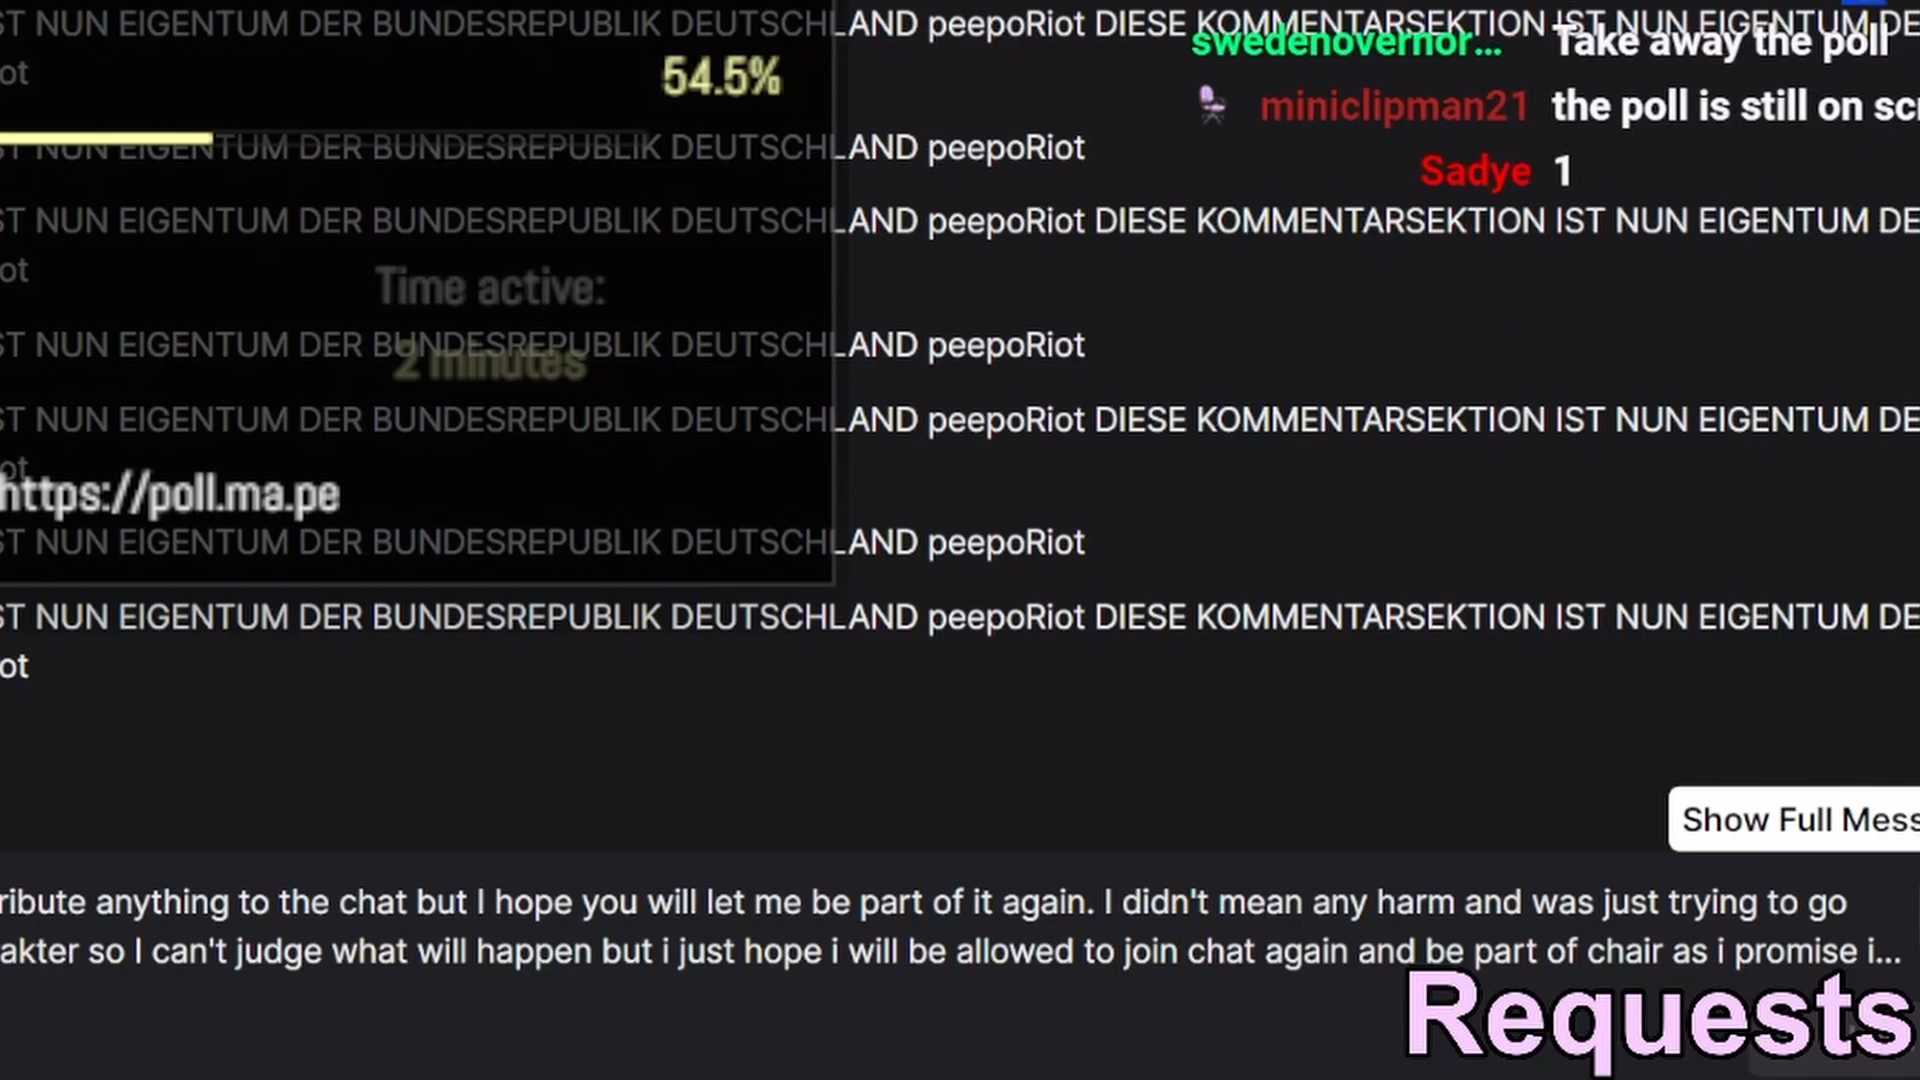 ST NUN EIGENTUM DER BUNDESREPUBLIK DEUTSCHLAND peepoRiot DIESE KOMMENTARSEKTION IST NUN EIGENTUM DE
swedenovernor... Take away the poll
ot
54.5%
miniclipman21 the poll is still on sc
ST NUN EIGENTUM DER BUNDESREPUBLIK DEUTSCHLAND peepoRiot
Sadye 1
ST NUN EIGENTUM DER BUNDESREPUBLIK DEUTSCHLAND peepoRiot DIESE KOMMENTARSEKTION IST NUN EIGENTUM DE
ot
Time active:
ST NUN EIGENTUM DER BUNDESREPUBLIK DEUTSCHLAND peepoRiot
2 minutes
ST NUN EIGENTUM DER BUNDESREPUBLIK DEUTSCHLAND peepoRiot DIESE KOMMENTARSEKTION IST NUN EIGENTUM DE
ot
https://poll.ma.pe
ST NUN EIGENTUM DER BUNDESREPUBLIK DEUTSCHLAND peepoRiot
ST NUN EIGENTUM DER BUNDESREPUBLIK DEUTSCHLAND peepoRiot DIESE KOMMENTARSEKTION IST NUN EIGENTUM DE
ot
Show Full Mess
ribute anything to the chat but I hope you will let me be part of it again. I didn't mean any harm and was just trying to go
akter so I can't judge what will happen but i just hope i will be allowed to join chat again and be part of chair as i promise i...
Requests